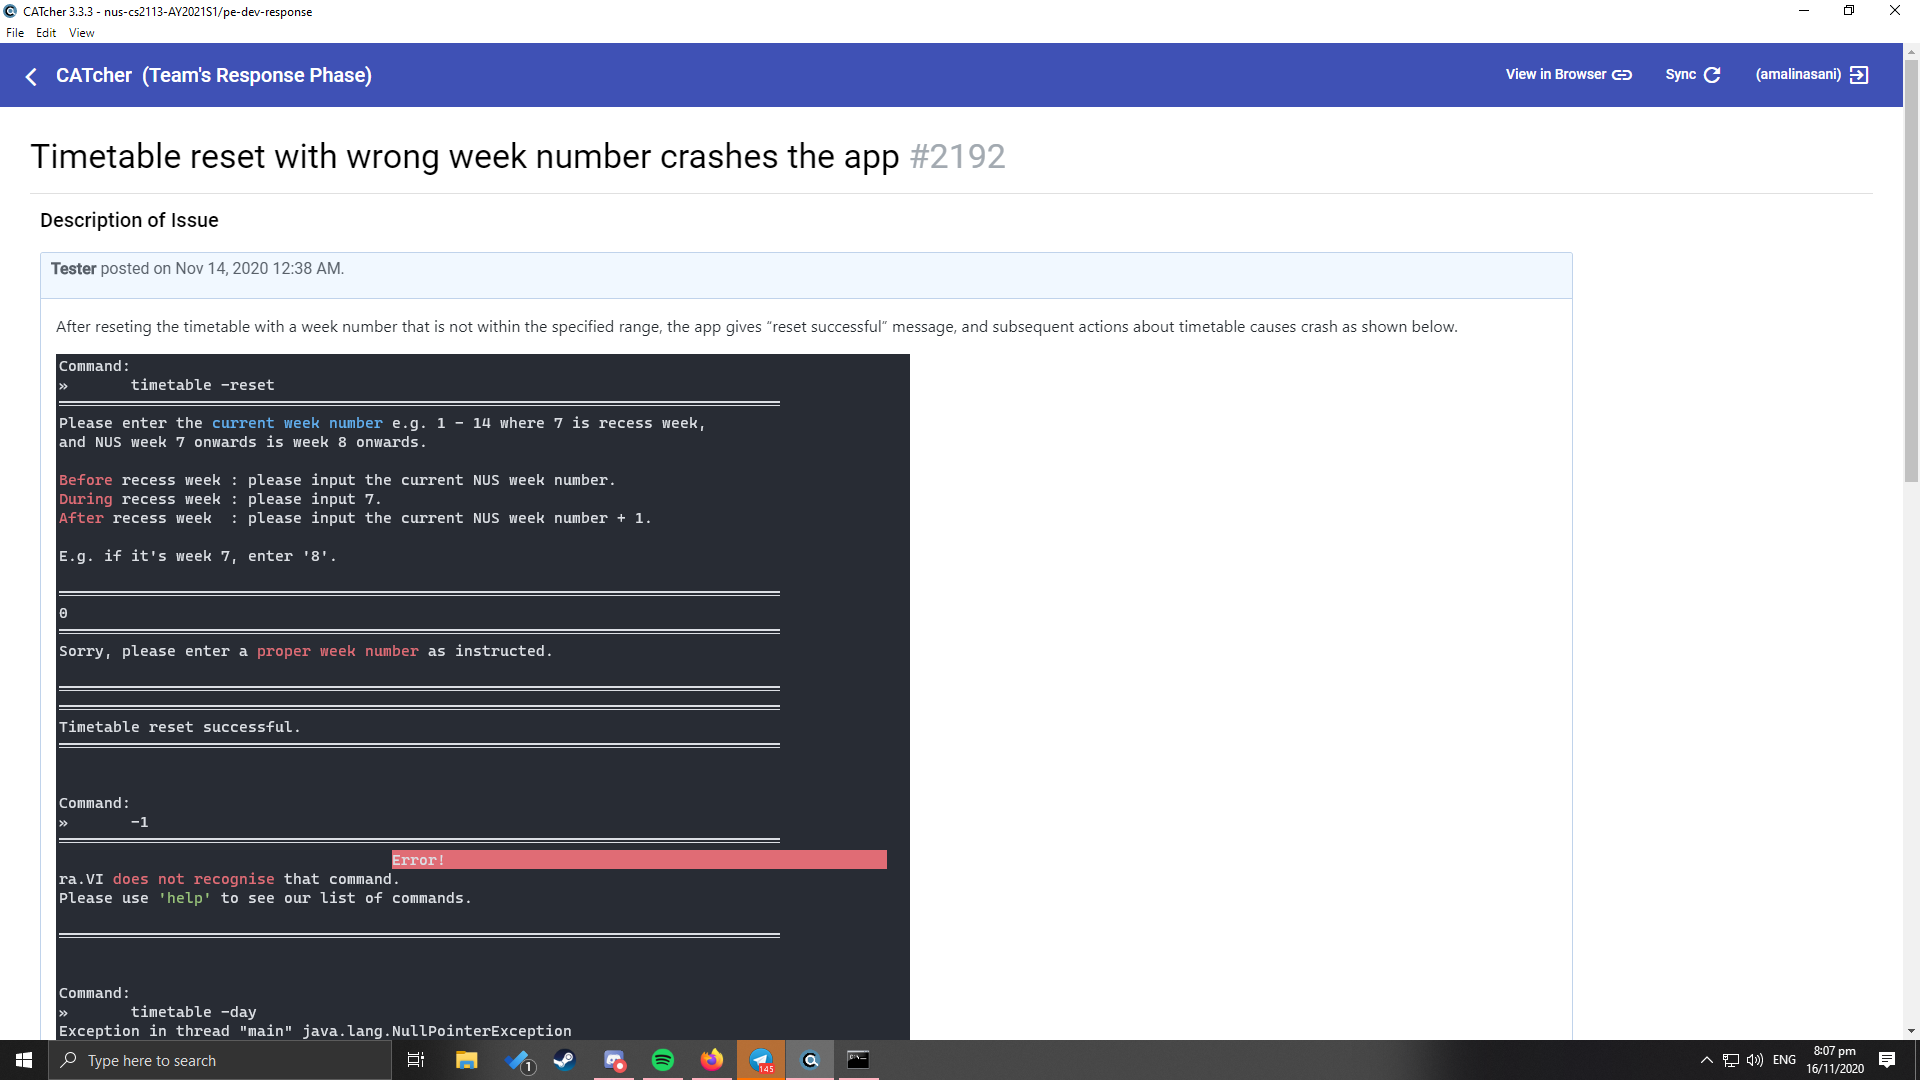 CATcher 3.3.3 - nus-cs2113-AY2021S1/pe-dev-response
File Edit View
CATcher (Team's Response Phase)
View in Browser Sync (amalinasani)
Timetable reset with wrong week number crashes the app #2192
Description of Issue
Tester posted on Nov 14, 2020 12:38 AM.
After reseting the timetable with a week number that is not within the specified range, the app gives “reset successful” message, and subsequent actions about timetable causes crash as shown below.
Command:
» timetable -reset
Please enter the current week number e.g. 1 - 14 where 7 is recess week,
and NUS week 7 onwards is week 8 onwards.
Before recess week : please input the current NUS week number.
During recess week : please input 7.
After recess week : please input the current NUS week number + 1.
E.g. if it's week 7, enter '8'.
0
Sorry, please enter a proper week number as instructed.
Timetable reset successful.
Command:
» -1
Error!
ra.VI does not recognise that command.
Please use 'help' to see our list of commands.
Command:
» timetable -day
Exception in thread "main" java.lang.NullPointerException
Type here to search
1
145
ENG
8:07 pm
16/11/2020